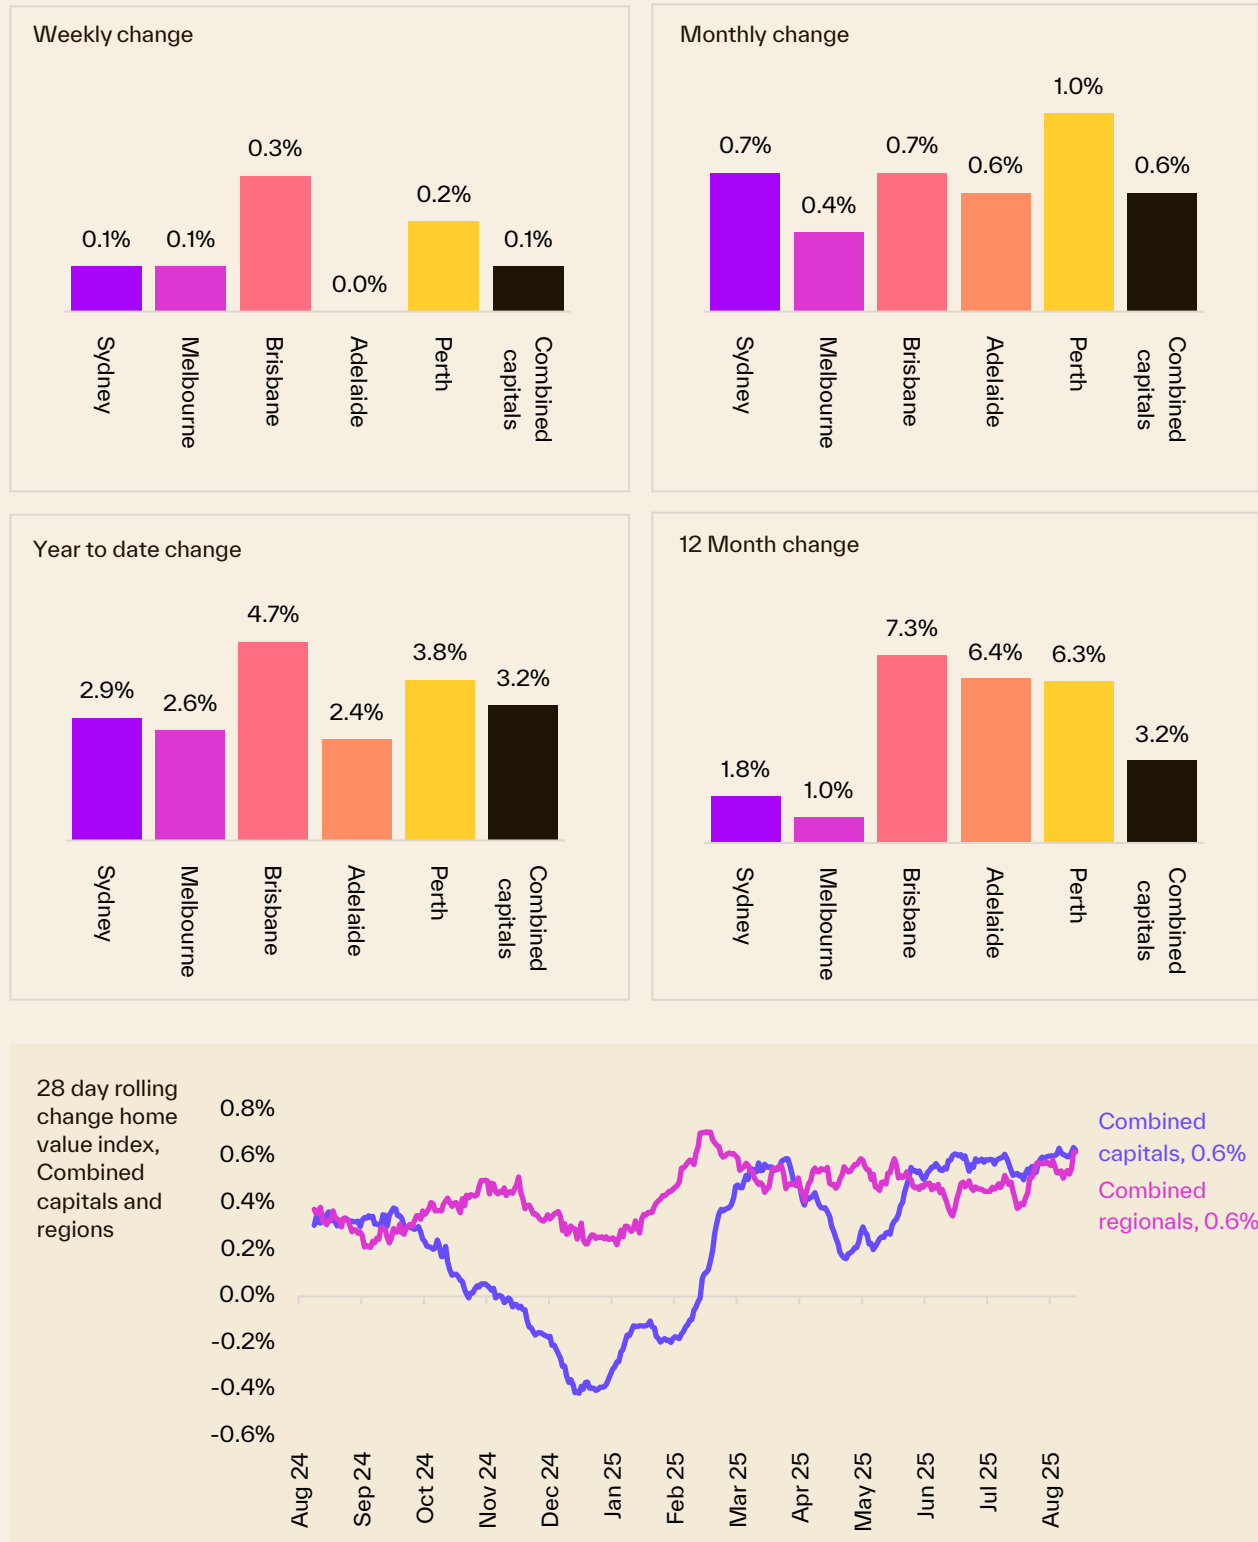 Weekly change
0.1%
0.1%
0.3%
0.0%
0.2%
0.1%
Sydney
Melbourne
Brisbane
Adelaide
Perth
Combined
capitals
Monthly change
0.7%
0.4%
0.7%
0.6%
1.0%
0.6%
Sydney
Melbourne
Brisbane
Adelaide
Perth
Combined
capitals
Year to date change
2.9%
2.6%
4.7%
2.4%
3.8%
3.2%
Sydney
Melbourne
Brisbane
Adelaide
Perth
Combined
capitals
12 Month change
1.8%
1.0%
7.3%
6.4%
6.3%
3.2%
Sydney
Melbourne
Brisbane
Adelaide
Perth
Combined
capitals
28 day rolling
change home
value index,
Combined
capitals and
regions
0.8%
0.6%
0.4%
0.2%
0.0%
-0.2%
-0.4%
-0.6%
Aug 24
Sep 24
Oct 24
Nov 24
Dec 24
Jan 25
Feb 25
Mar 25
Apr 25
May 25
Jun 25
Jul 25
Aug 25
Combined
capitals, 0.6%
Combined
regionals, 0.6%